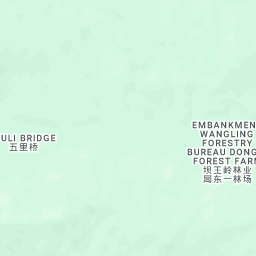 ULI BRIDGE
五里桥
EMBANKMEN
WANGLING
FORESTRY
BUREAU DONG
FOREST FARM
坝王岭林业
局东一林场